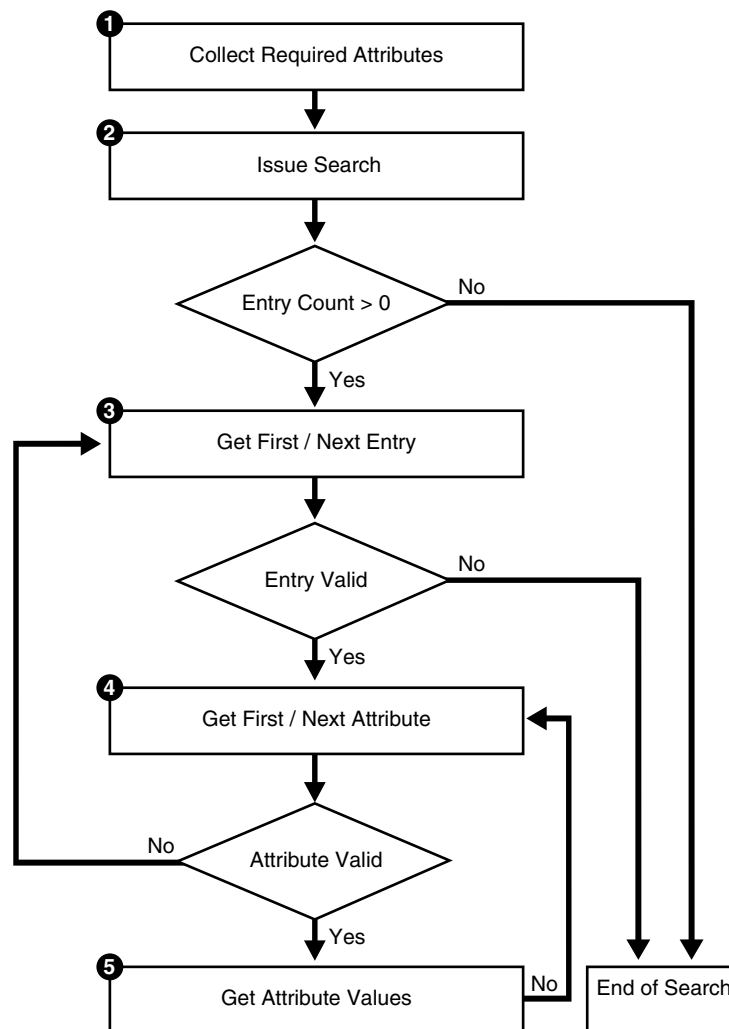 1
Collect Required Attributes
2
Issue Search
Entry Count > 0
No
Yes
3
Get First / Next Entry
Entry Valid
No
Yes
4
Get First / Next Attribute
No
Attribute Valid
Yes
5
Get Attribute Values
No
End of Search